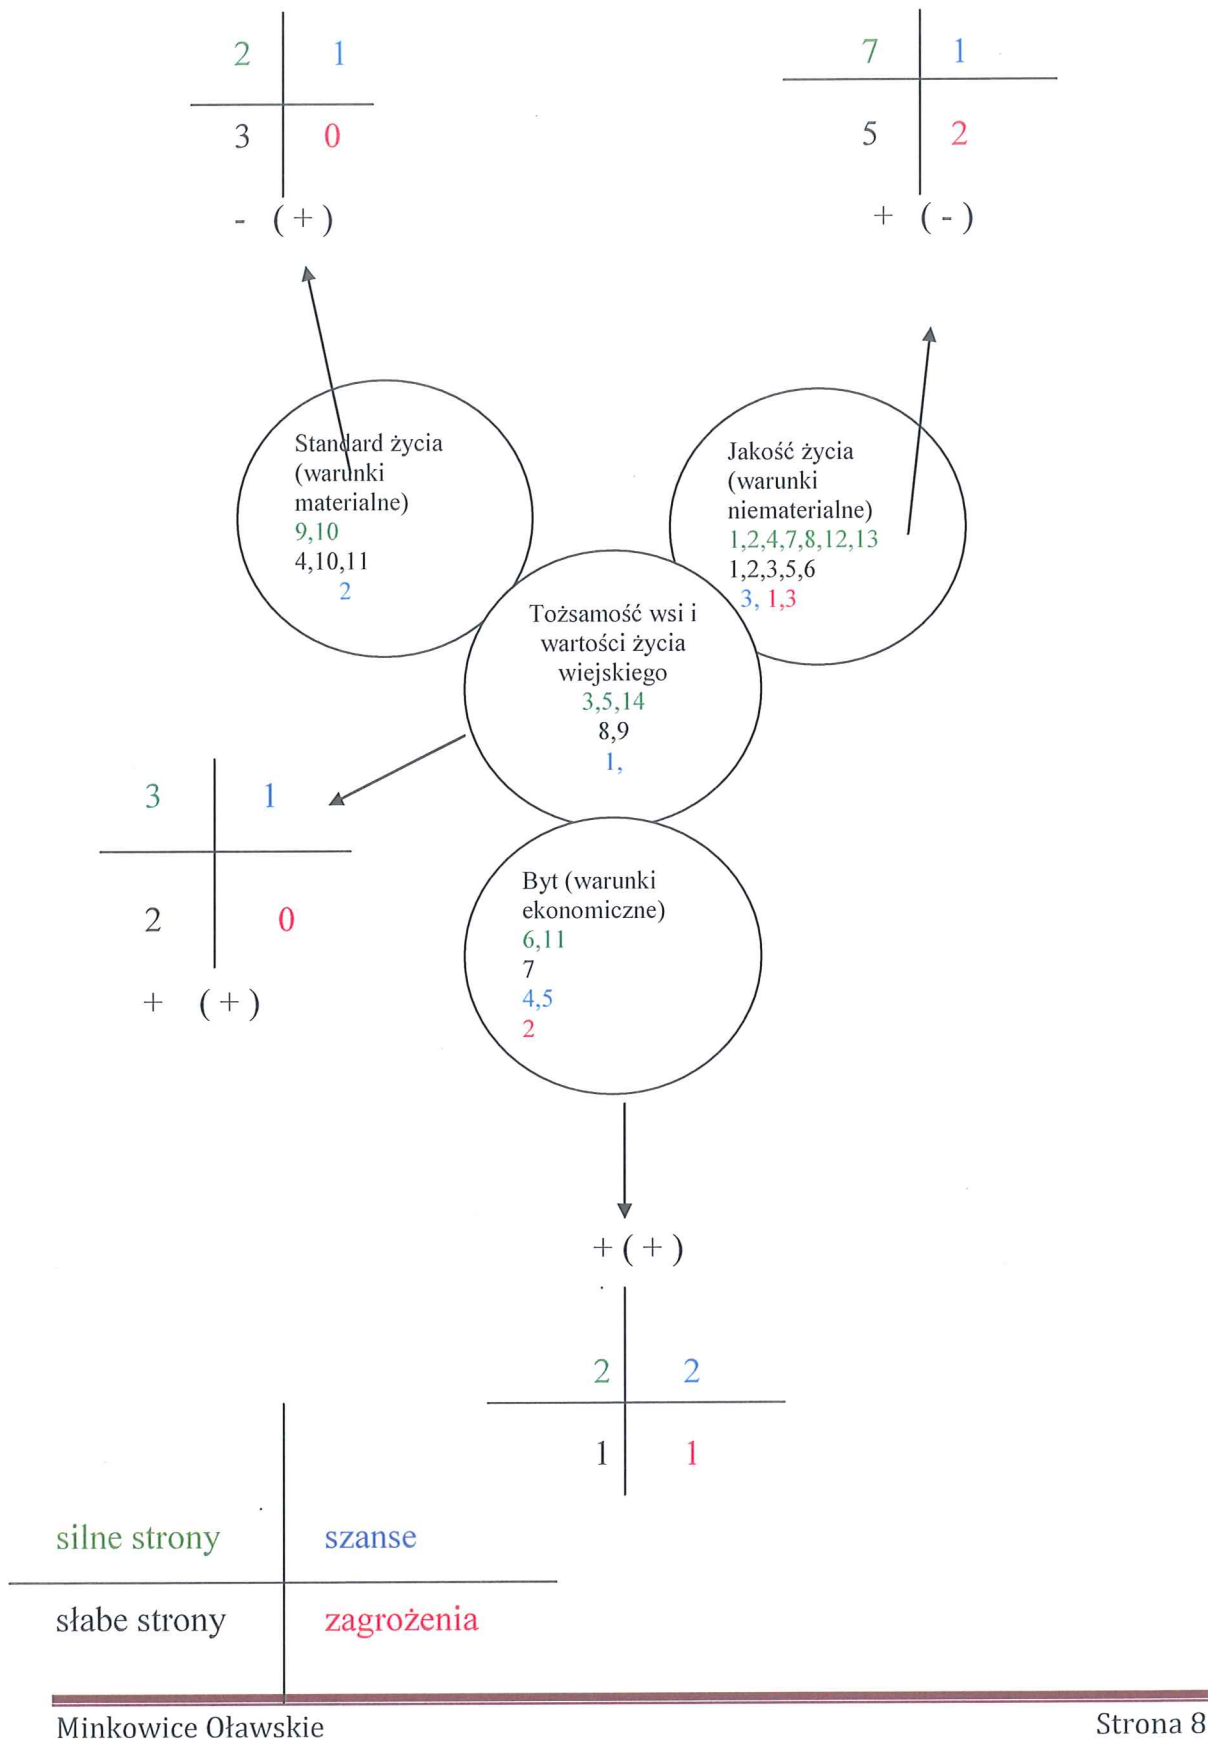 2 1
3 0
- (+)
7 1
5 2
+ (-)
Standard życia
(warunki
materialne)
9,10
4,10,11
2
Jakość życia
(warunki
niematerialne)
1,2,4,7,8,12,13
1,2,3,5,6
3, 1,3
Tożsamość wsi i
wartości życia
wiejskiego
3,5,14
8,9
1,
3 1
2 0
+ (+)
Byt (warunki
ekonomiczne)
6,11
7
4,5
2
+(+)
2 2
1 1
silne strony szanse
słabe strony zagrożenia
Minkowice Oławskie Strona 8